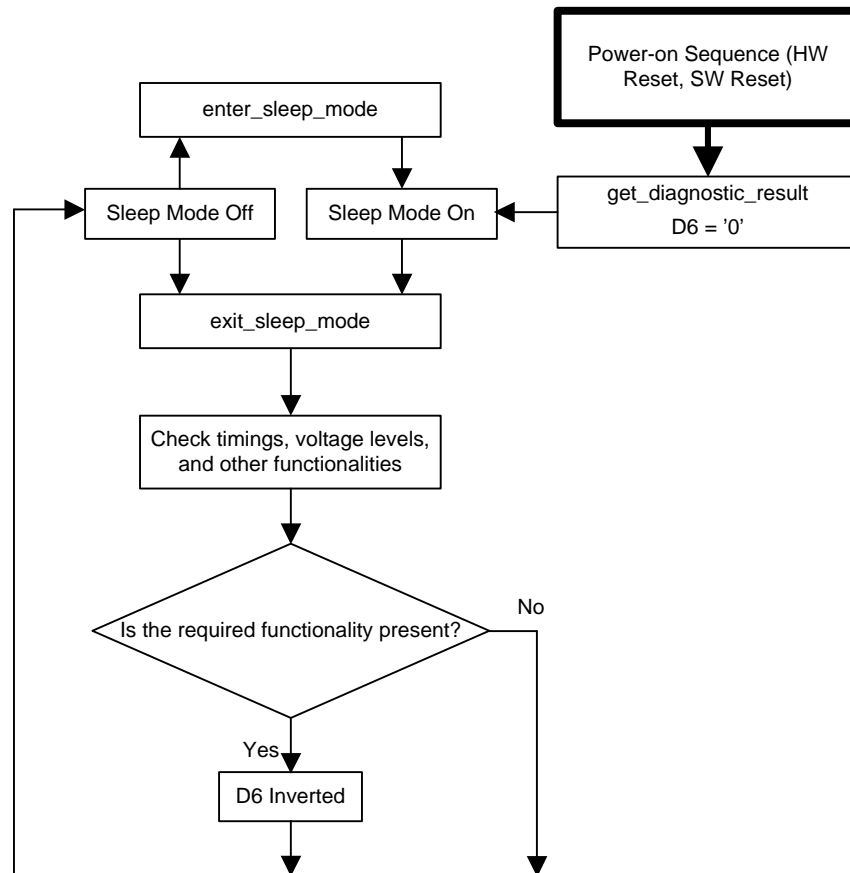 Power-on Sequence (HW
Reset, SW Reset)
enter_sleep_mode
get_diagnostic_result
D6 = '0’
Sleep Mode Off
Sleep Mode On
exit_sleep_mode
Check timings, voltage levels,
and other functionalities
Is the required functionality present?
No
Yes
D6 Inverted